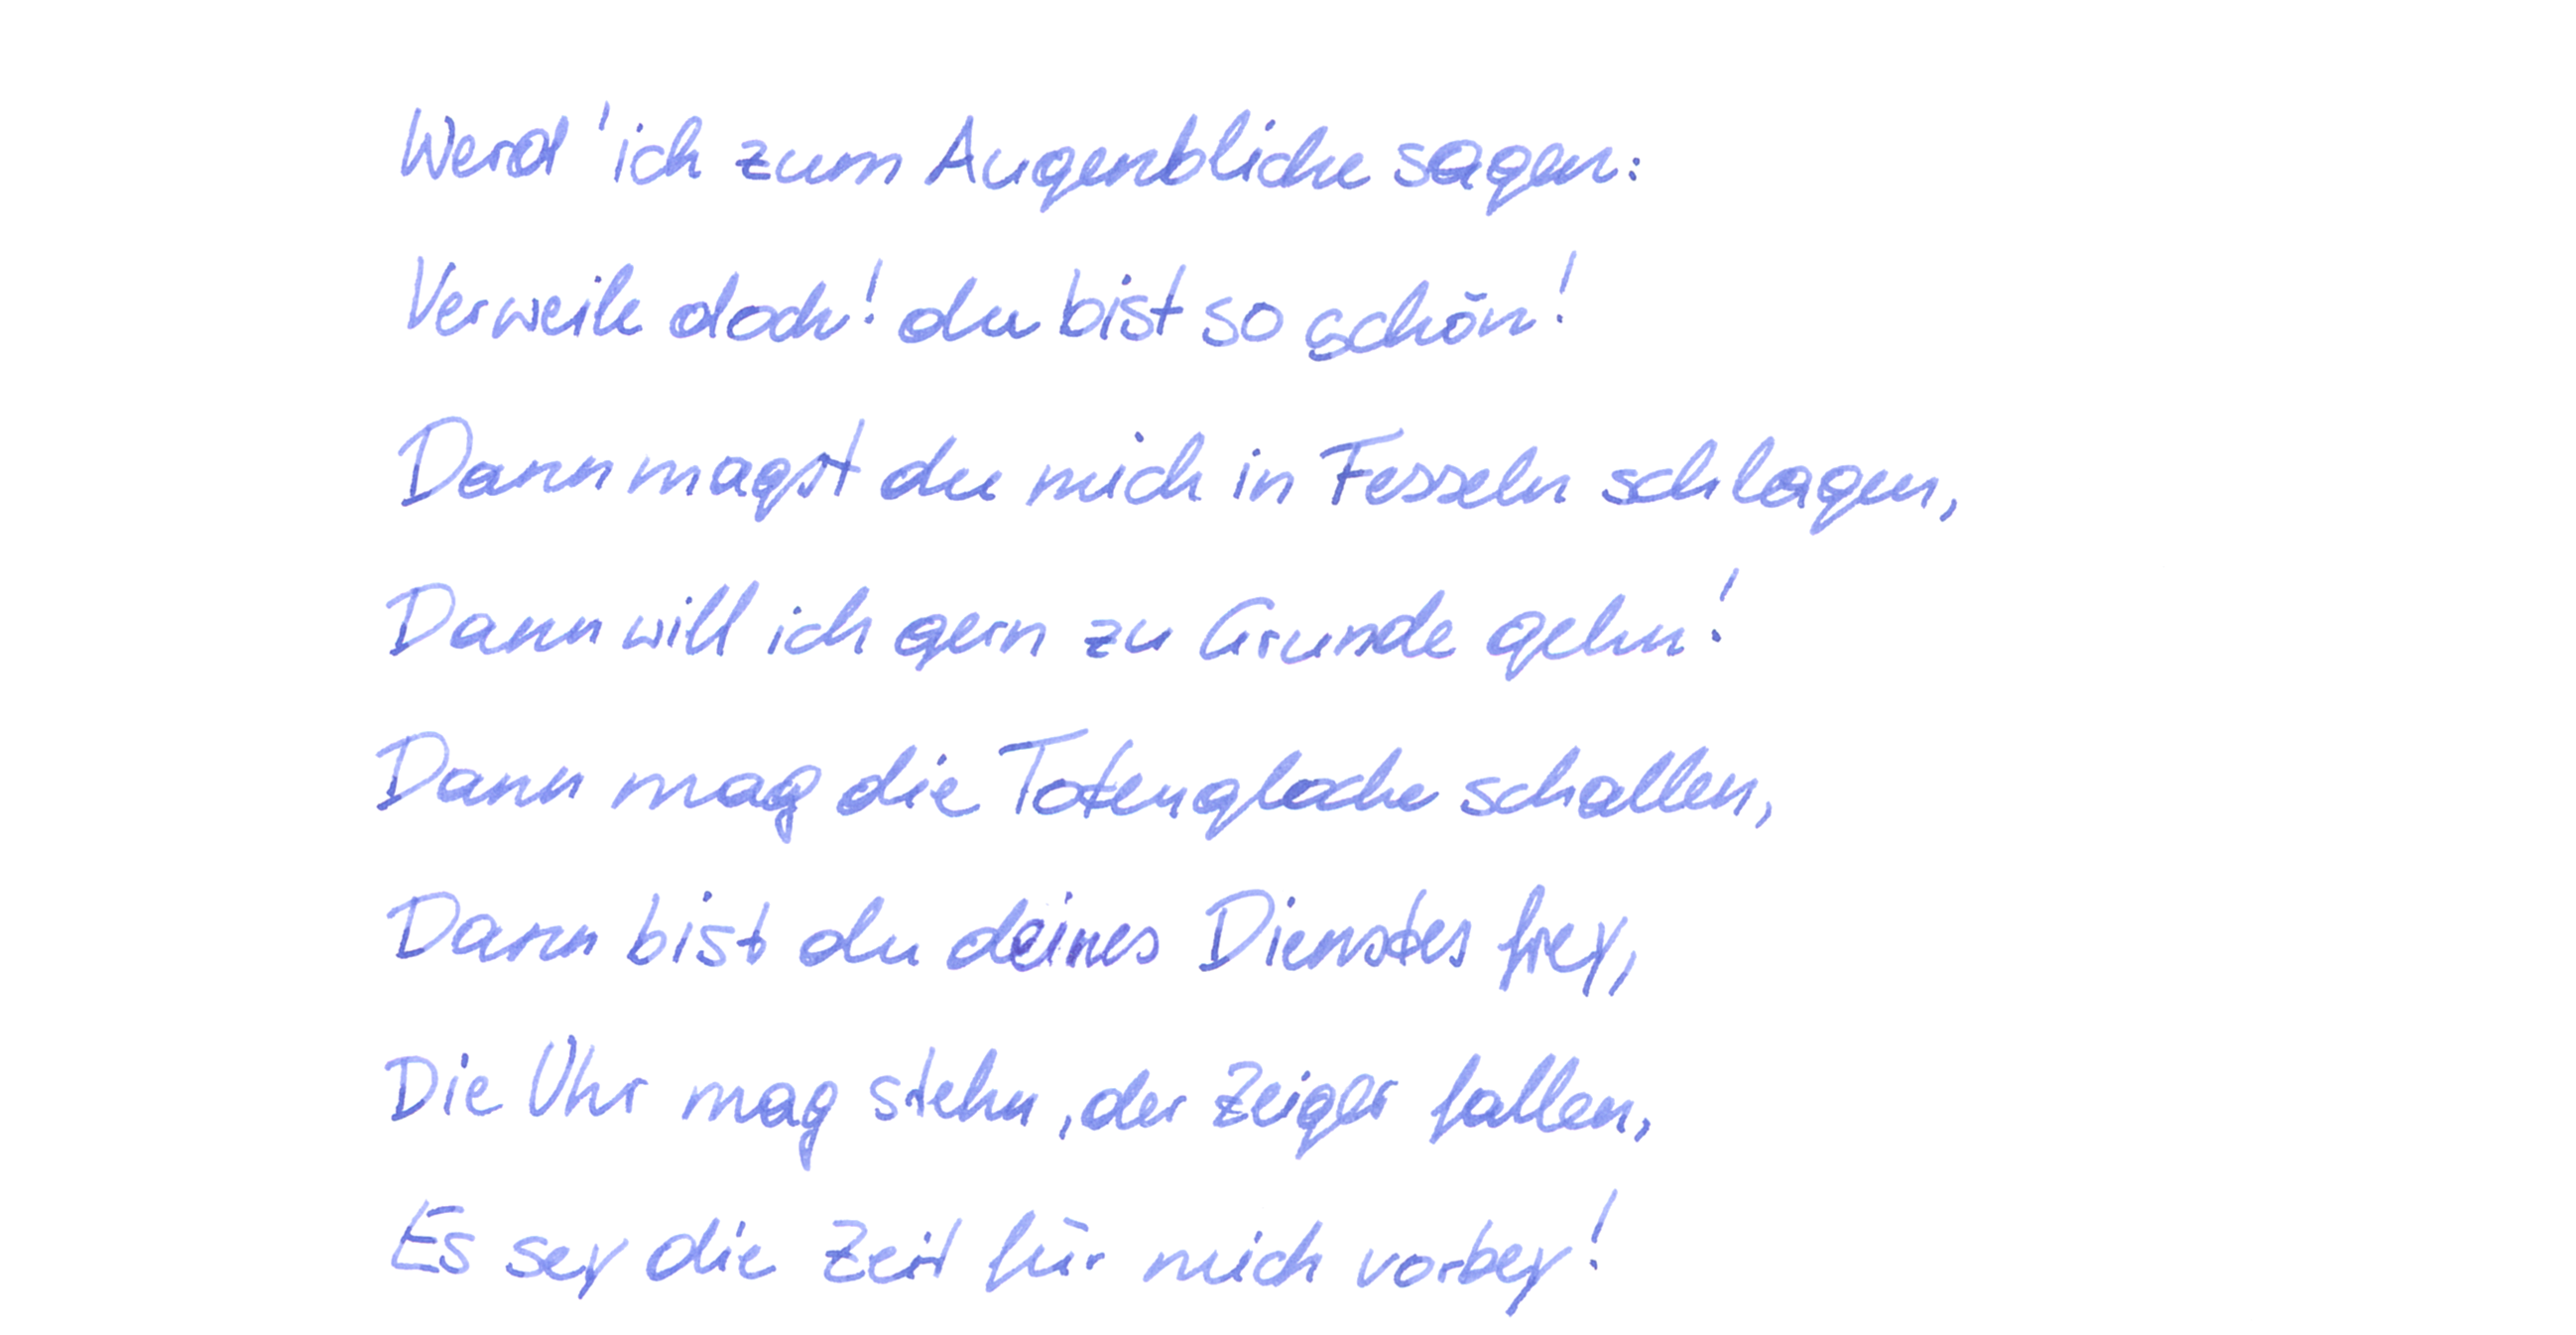 Werd' ich zum Augenblicke sagen:
Verweile doch! du bist so schön!
Dann magst du mich in Fesseln schlagen,
Dann will ich gern zu Grunde gehn!
Dann mag die Totenglocke schallen,
Dann bist du deines Dienstes frey,
Die Uhr mag stehn, der Zeiger fallen,
Es sey die Zeit für mich vorbey!